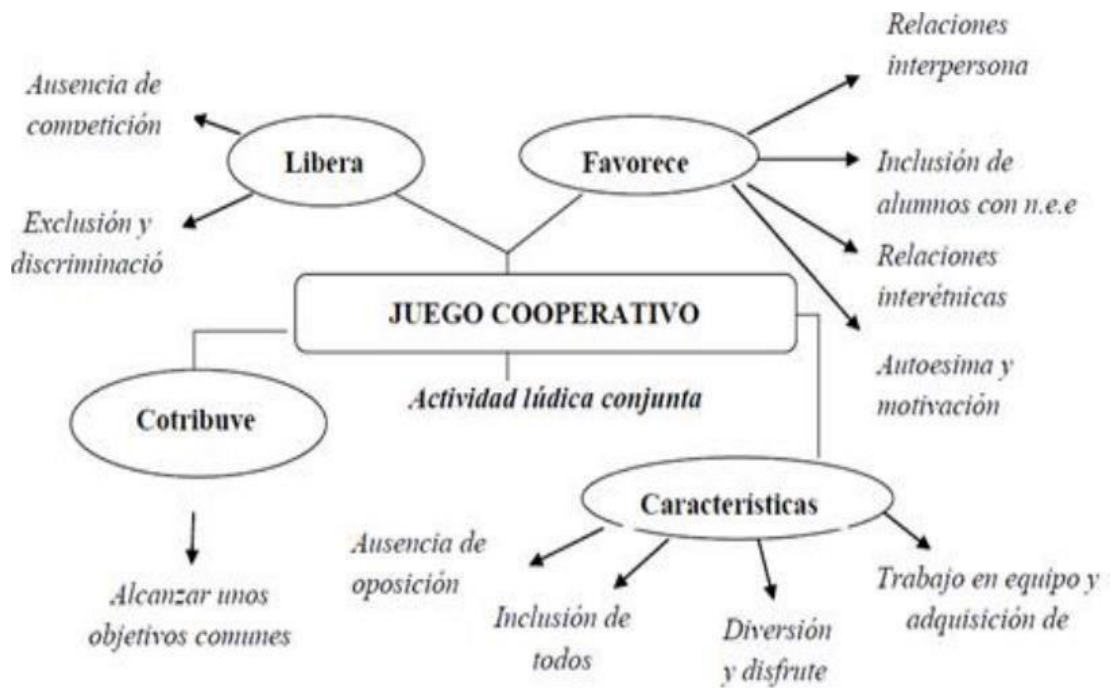 Relaciones
interpersona
Ausencia de
competición
Libera
Favorece
Inclusión de
alumnos con n.e.e
Exclusión y
discriminació
Relaciones
interétnicas
JUEGO COOPERATIVO
Autoesima y
motivación
Actividad lúdica conjunta
Cotribuve
Características
Ausencia de
oposición
Trabajo en equipo y
adquisición de
Alcanzar unos
objetivos comunes
Inclusión de
todos
Diversión
y disfrute